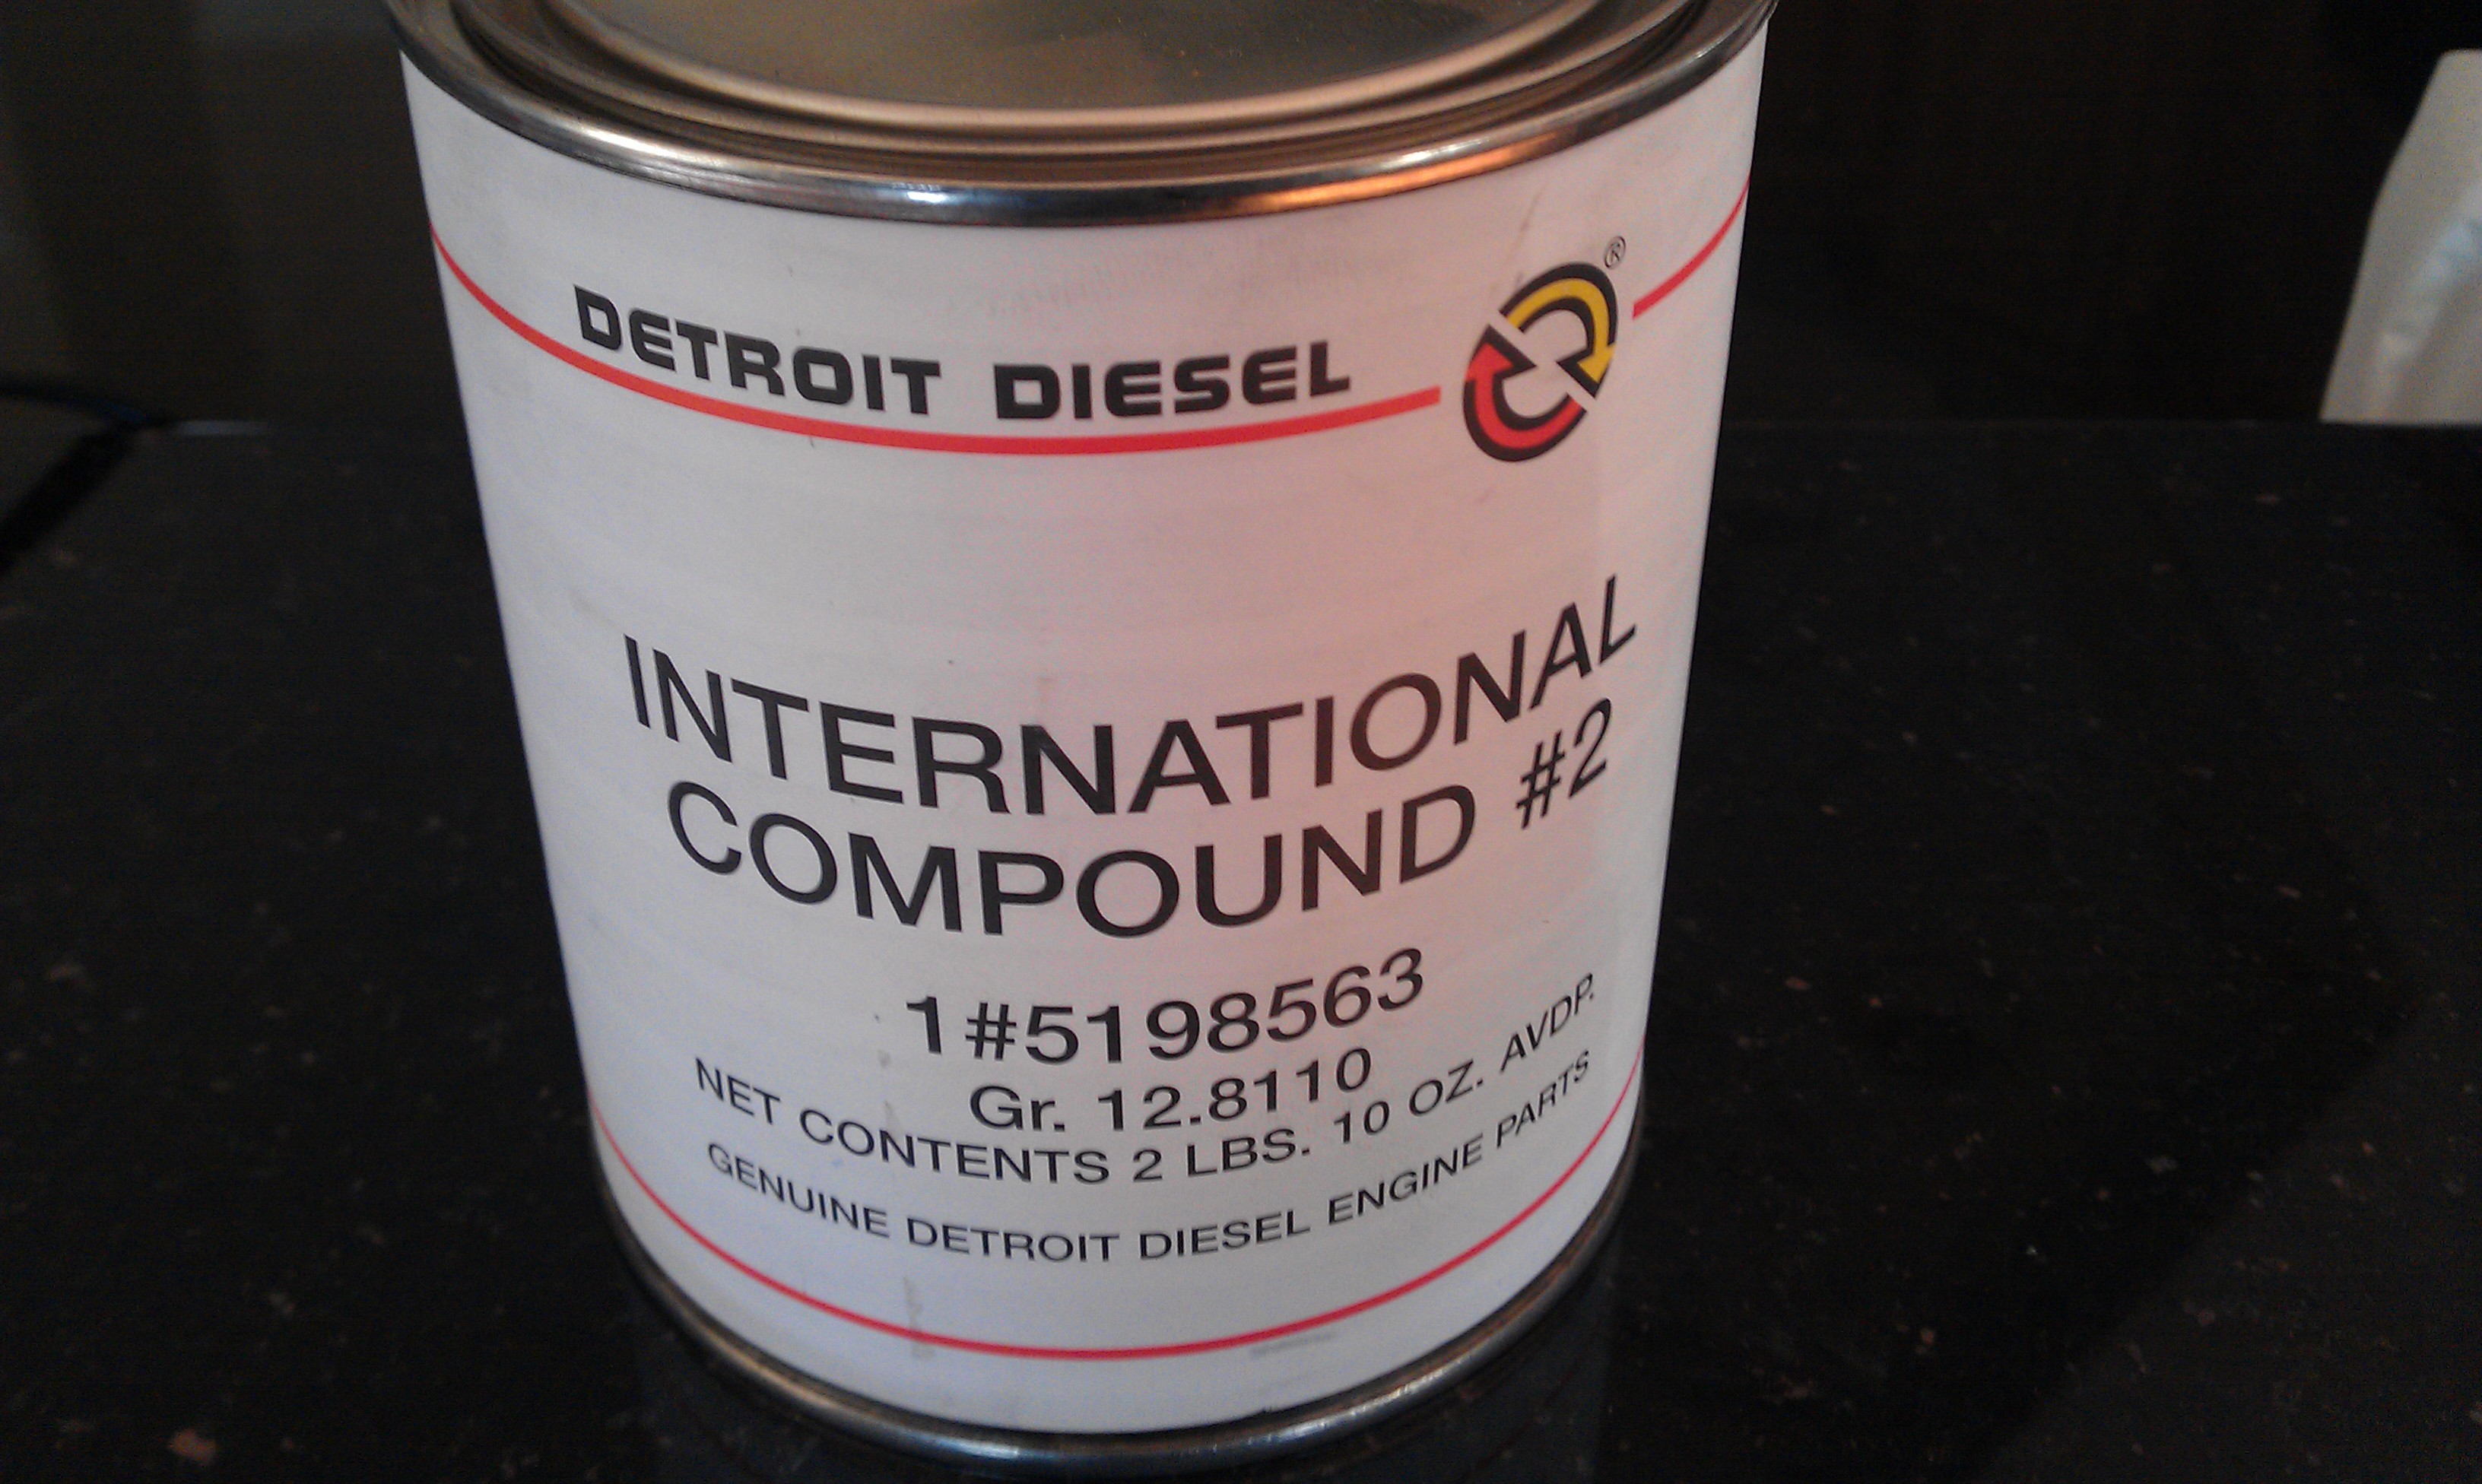 DETROIT DIESEL ®
INTERNATIONAL
COMPOUND #2
1#5198563
Gr. 12.8110
NET CONTENTS 2 LBS. 10 OZ. AVDP.
GENUINE DETROIT DIESEL ENGINE PARTS